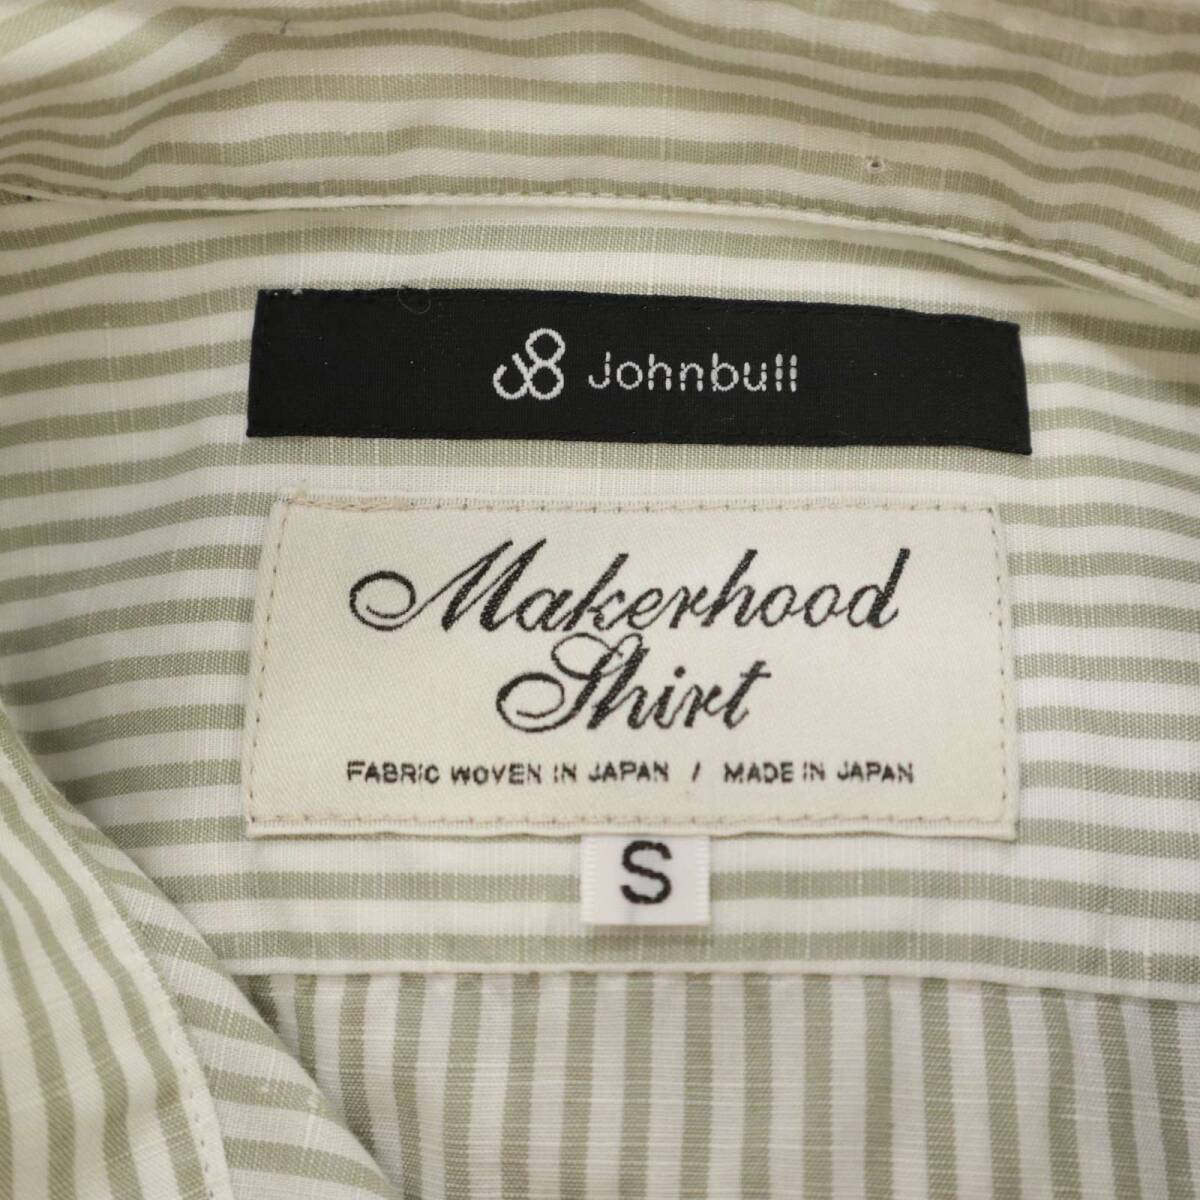 Johnbull
Makerhood
Shirt
FABRIC WOVEN IN JAPAN / MADE IN JAPAN
S